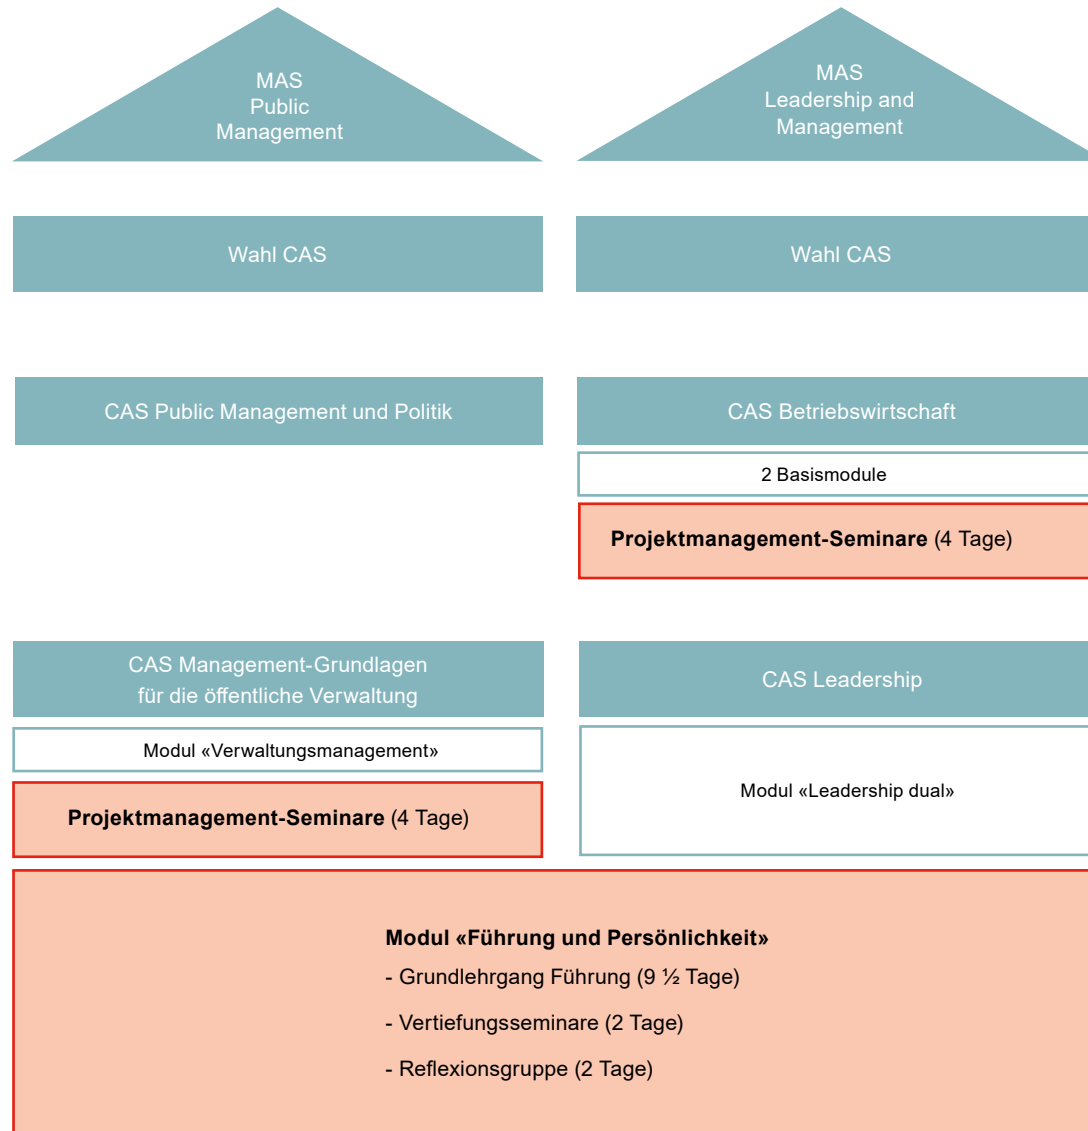 MAS
Public
Management
MAS
Leadership and
Management
Wahl CAS
Wahl CAS
CAS Public Management und Politik
CAS Betriebswirtschaft
2 Basismodule
Projektmanagement-Seminare (4 Tage)
CAS Management-Grundlagen
für die öffentliche Verwaltung
CAS Leadership
Modul «Verwaltungsmanagement»
Projektmanagement-Seminare (4 Tage)
Modul «Leadership dual»
Modul «Führung und Persönlichkeit»
- Grundlehrgang Führung (9 ½ Tage)
- Vertiefungsseminare (2 Tage)
- Reflexionsgruppe (2 Tage)